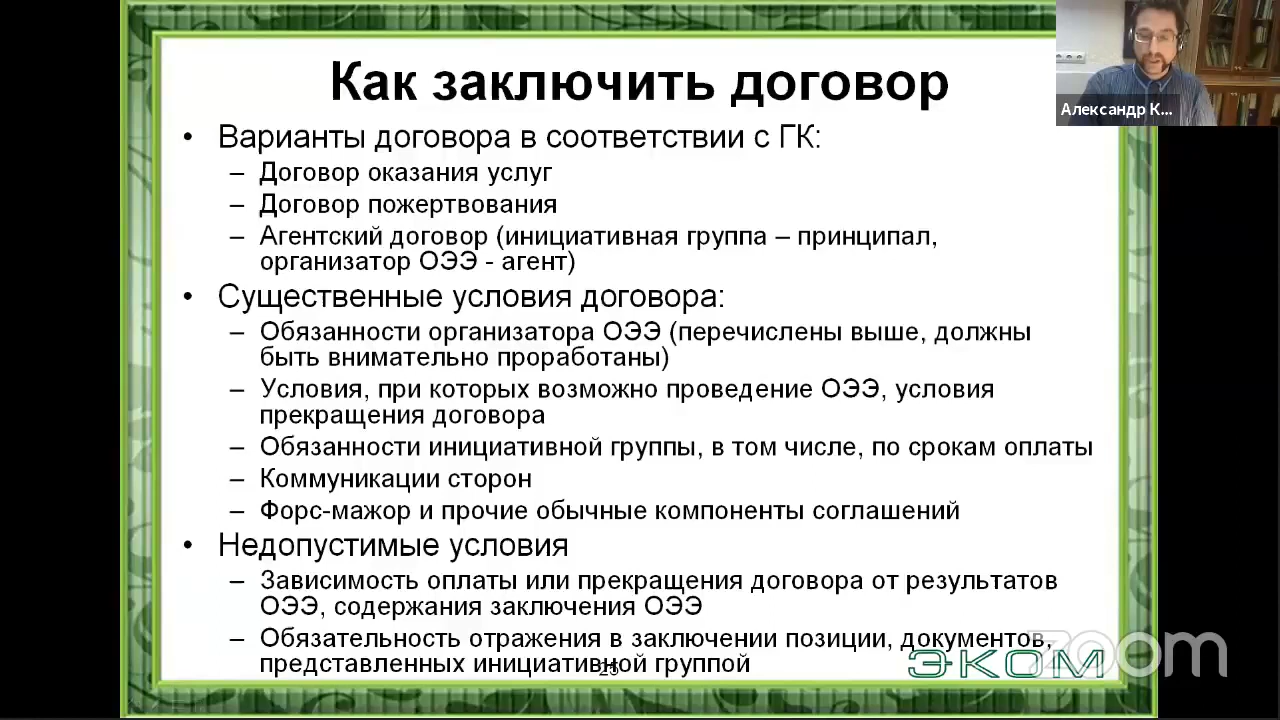 Как заключить договор
• Варианты договора в соответствии с ГК:
– Договор оказания услуг
– Договор пожертвования
– Агентский договор (инициативная группа – принципал,
организатор ОЭЭ - агент)
• Существенные условия договора:
– Обязанности организатора ОЭЭ (перечислены выше, должны
быть внимательно проработаны)
– Условия, при которых возможно проведение ОЭЭ, условия
прекращения договора
– Обязанности инициативной группы, в том числе, по срокам оплаты
– Коммуникации сторон
– Форс-мажор и прочие обычные компоненты соглашений
• Недопустимые условия
– Зависимость оплаты или прекращения договора от результатов
ОЭЭ, содержания заключения ОЭЭ
– Обязательность отражения в заключении позиции, документов,
представленных инициативной группой
ЭКОМ
zoom
Александр К...